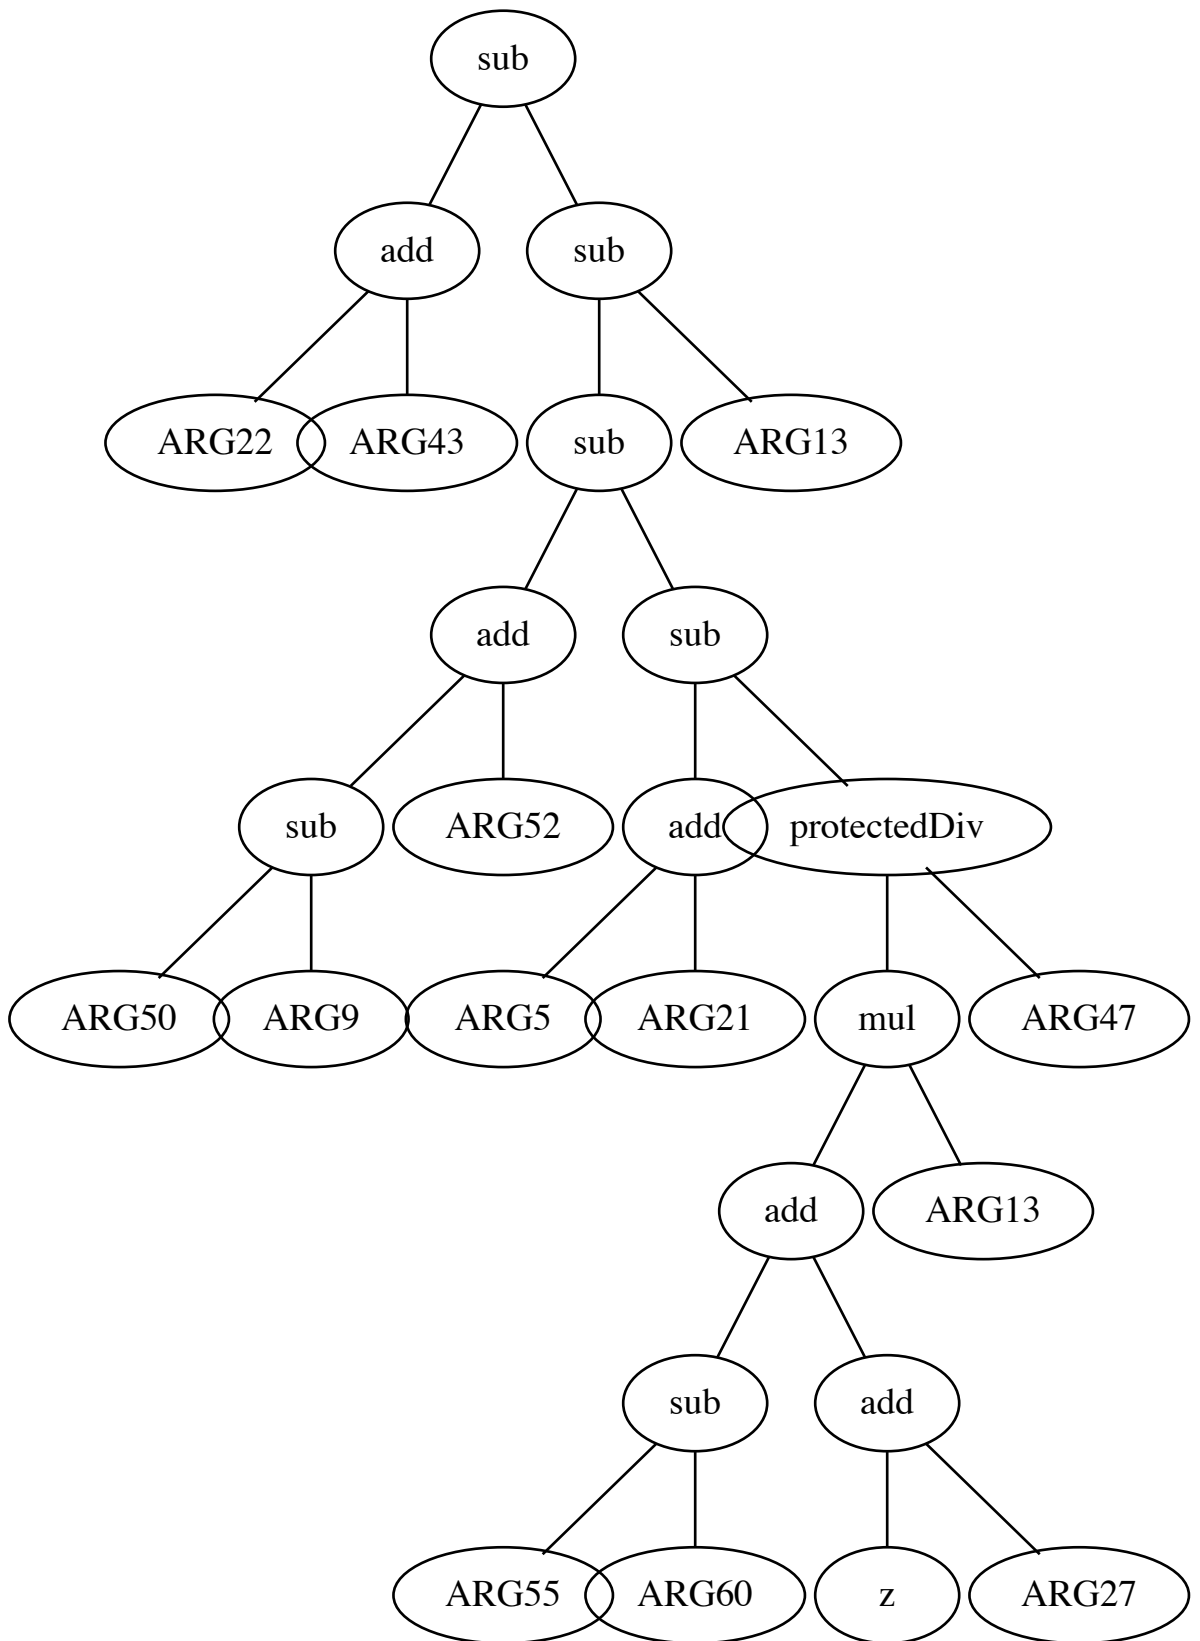 sub
add sub
ARG22 ARG43 sub ARG13
add sub
sub ARG52 add protectedDiv
ARG50 ARG9 ARG5 ARG21 mul ARG47
add ARG13
sub add
ARG55 ARG60 z ARG27